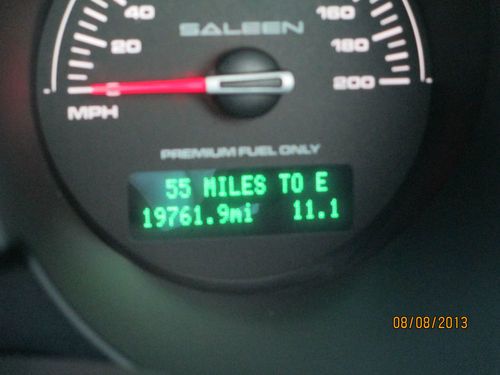 40
20
MPH
SALEEN
160
180
200
PREMIUM FUEL ONLY
55 MILES TO E
19761.9mi 11.1
08/08/2013